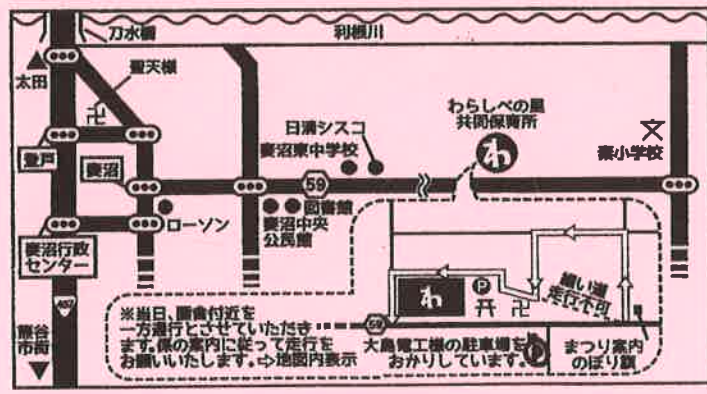 刀水橋
利根川
太田
聖天様
登戸
妻沼
日清シスコ
妻沼東中学校
わらしべの里
共同保育所
わ
文
秦小学校
59
図書館
妻沼中央
公民館
ローソン
妻沼行政
センター
407
熊谷
市街
※当日、園舎付近を
一方通行とさせていただき
ます。係の案内に従って走行を
お願いいたします。⇨地図内表示
59
わ
P
細い道
走行不可
大島電工様の駐車場を
おかりしています。
P
まつり案内
のぼり旗